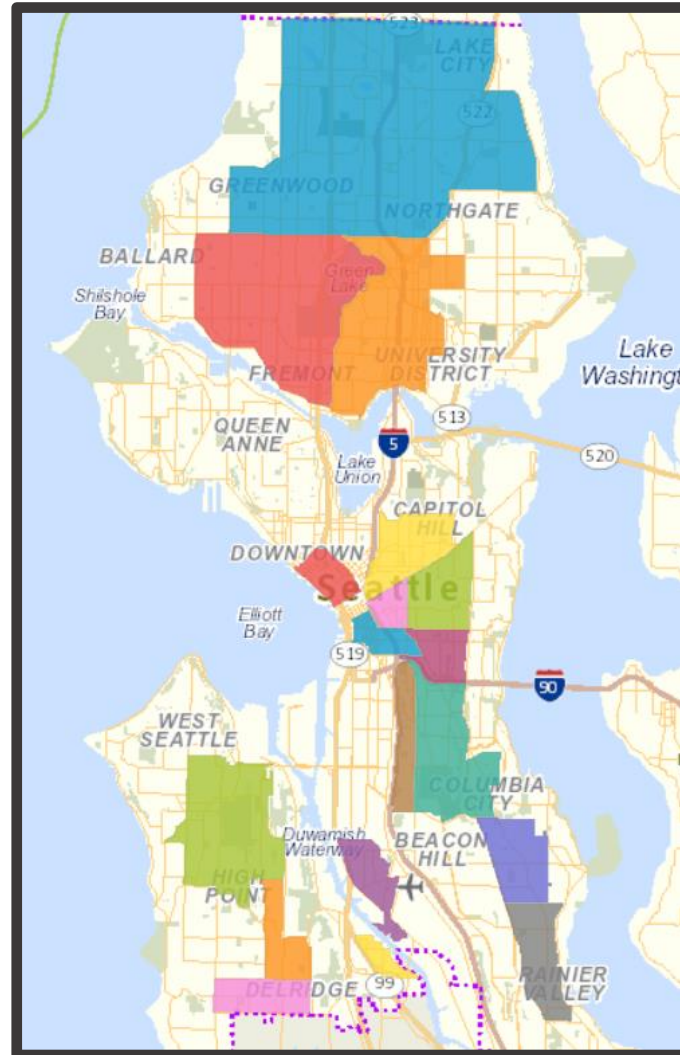 523
LAKE
CITY
522
GREENWOOD
NORTHGATE
BALLARD
Green
Lake
Shilshole
Bay
Lake
Washingt
UNIVERSITY
DISTRICT
FREMONT
513
QUEEN
ANNE
5
520
Lake
Union
CAPITOL
HILL
DOWNTOWN
Seattle
Elliott
Bay
519
90
WEST
SEATTLE
COLUMBIA
CITY
Duwamish
Waterway
BEACON
HILL
HIGH
POINT
RAINIER
VALLEY
99
DELRIDGE